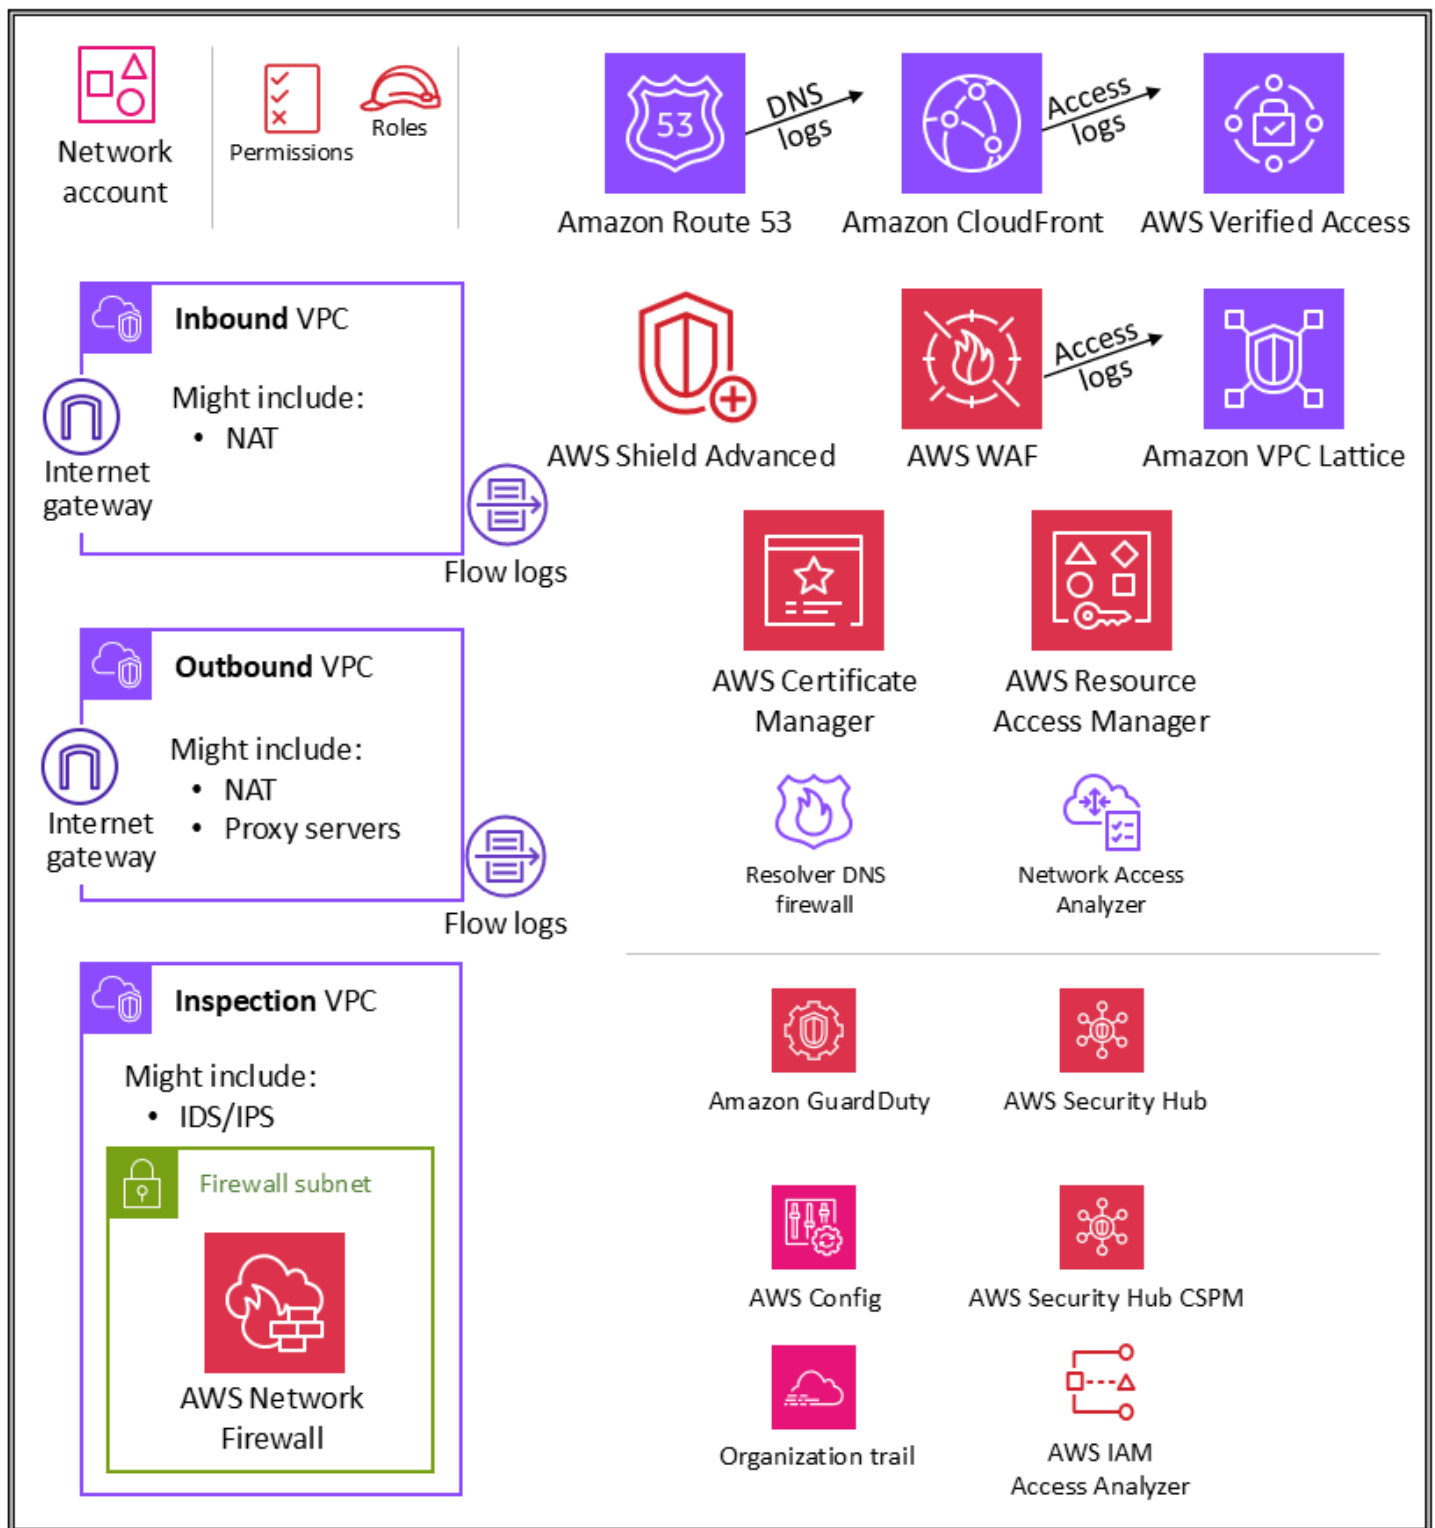 Network
account
Permissions
Roles
53
DNS
logs
Access
logs
Amazon Route 53
Amazon CloudFront
AWS Verified Access
Inbound VPC
Might include:
• NAT
Internet
gateway
Flow logs
Access
logs
AWS Shield Advanced
AWS WAF
Amazon VPC Lattice
AWS Certificate
Manager
AWS Resource
Access Manager
Outbound VPC
Might include:
• NAT
• Proxy servers
Internet
gateway
Flow logs
Resolver DNS
firewall
Network Access
Analyzer
Inspection VPC
Might include:
• IDS/IPS
Firewall subnet
AWS Network
Firewall
Amazon GuardDuty
AWS Security Hub
AWS Config
AWS Security Hub CSPM
Organization trail
AWS IAM
Access Analyzer